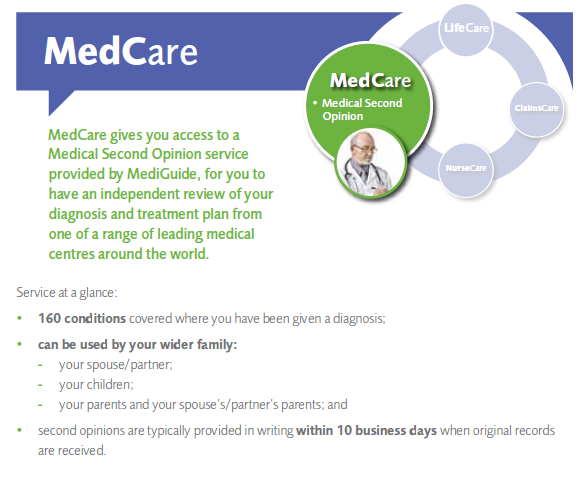 MedCare
LifeCare
MedCare
• Medical Second
Opinion
ClaimsCare
NurseCare
MedCare gives you access to a
Medical Second Opinion service
provided by MediGuide, for you to
have an independent review of your
diagnosis and treatment plan from
one of a range of leading medical
centres around the world.
Service at a glance:
• 160 conditions covered where you have been given a diagnosis;
• can be used by your wider family:
- your spouse/partner;
- your children;
- your parents and your spouse's/partner's parents; and
• second opinions are typically provided in writing within 10 business days when original records
are received.